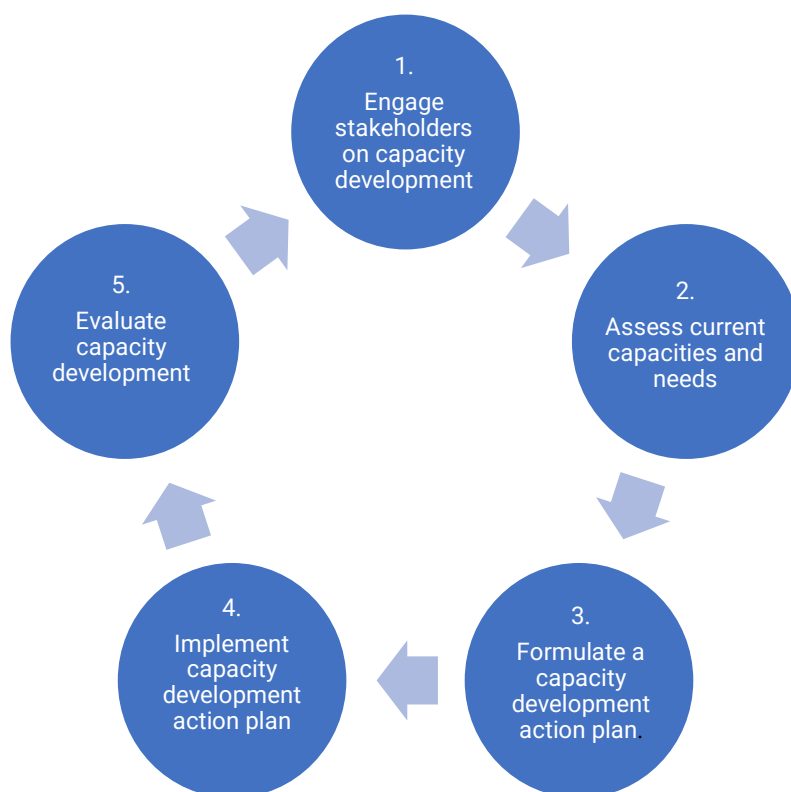 1.
Engage
stakeholders
on capacity
development
2.
Assess current
capacities and
needs
3.
Formulate a
capacity
development
action plan.
4.
Implement
capacity
development
action plan
5.
Evaluate
capacity
development